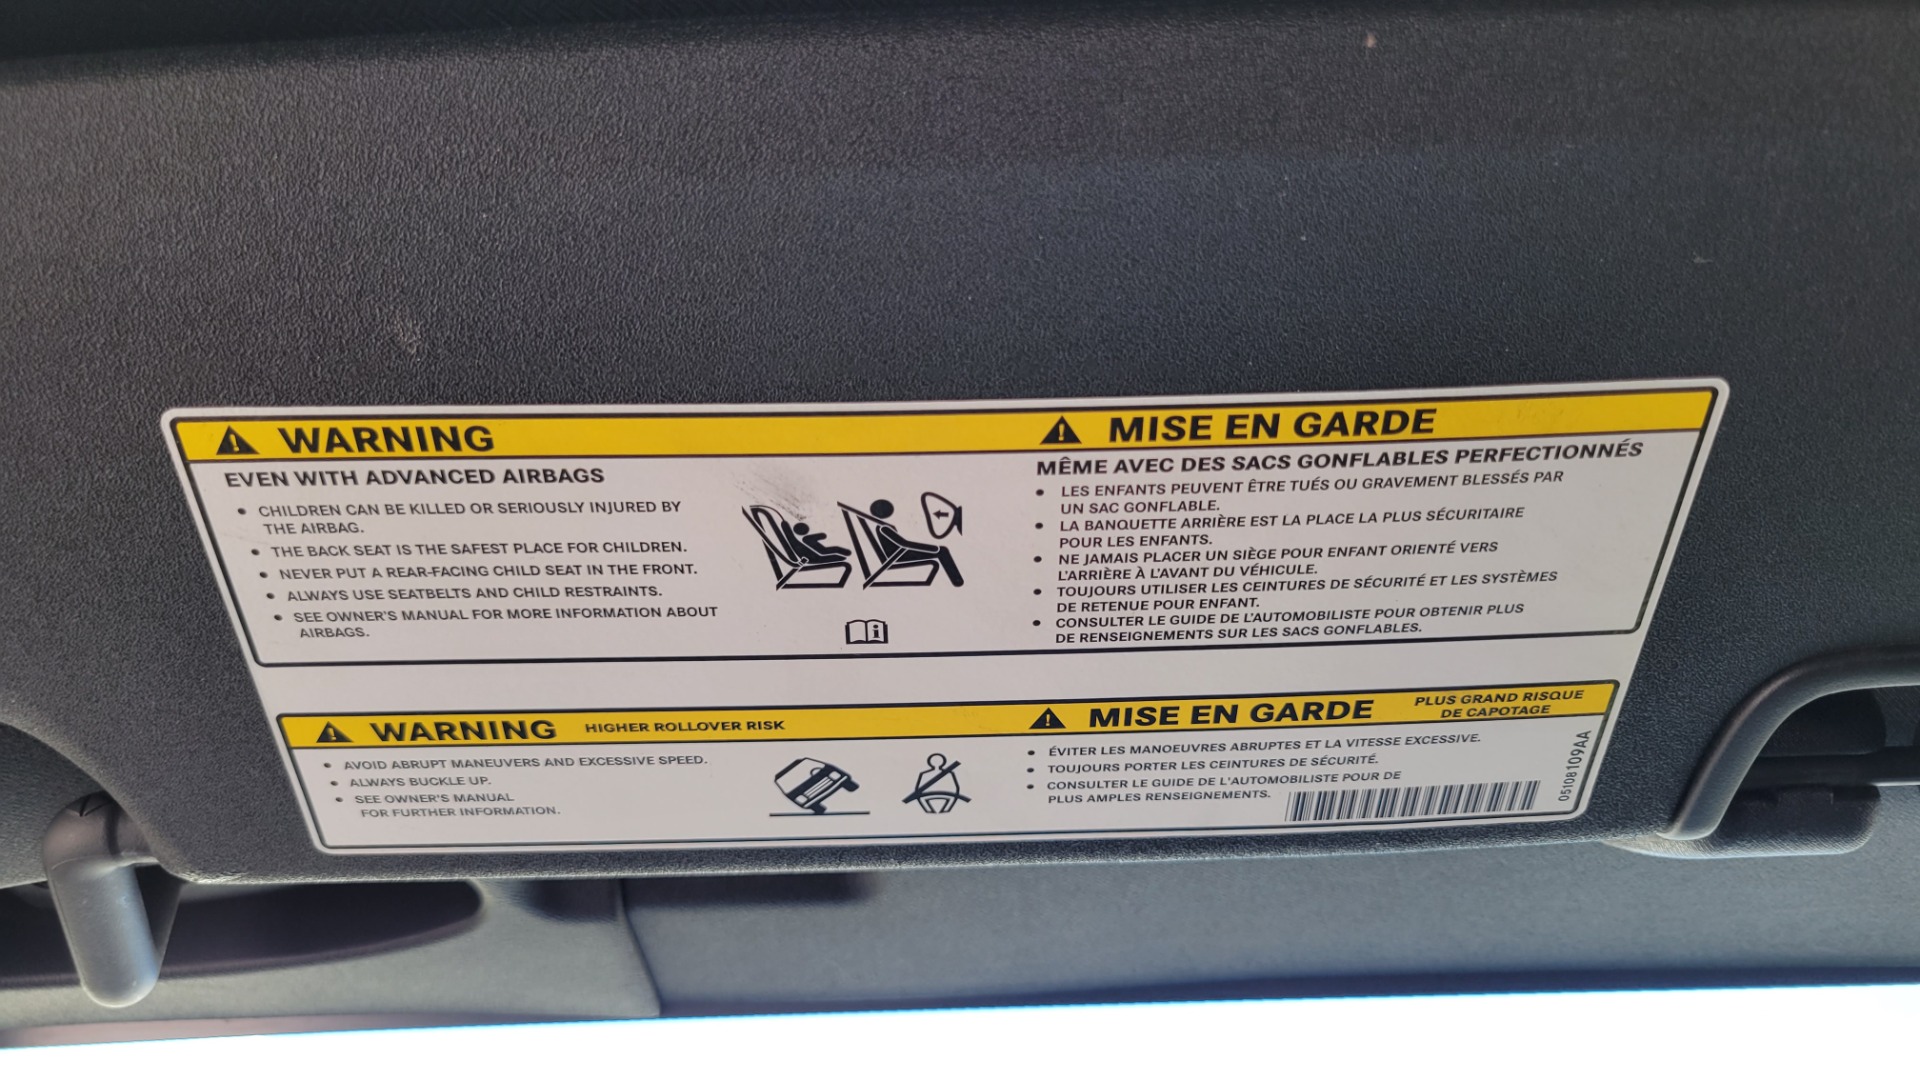 WARNING
EVEN WITH ADVANCED AIRBAGS
• CHILDREN CAN BE KILLED OR SERIOUSLY INJURED BY
THE AIRBAG.
• THE BACK SEAT IS THE SAFEST PLACE FOR CHILDREN.
• NEVER PUT A REAR-FACING CHILD SEAT IN THE FRONT.
• ALWAYS USE SEATBELTS AND CHILD RESTRAINTS.
• SEE OWNER'S MANUAL FOR MORE INFORMATION ABOUT
AIRBAGS.
MISE EN GARDE
MÊME AVEC DES SACS GONFLABLES PERFECTIONNÉS
• LES ENFANTS PEUVENT ÊTRE TUÉS OU GRAVEMENT BLESSÉS PAR
UN SAC GONFLABLE.
• LA BANQUETTE ARRIÈRE EST LA PLACE LA PLUS SÉCURITAIRE
POUR LES ENFANTS.
• NE JAMAIS PLACER UN SIÈGE POUR ENFANT ORIENTÉ VERS
L'ARRIÈRE À L'AVANT DU VÉHICULE.
• TOUJOURS UTILISER LES CEINTURES DE SÉCURITÉ ET LES SYSTÈMES
DE RETENUE POUR ENFANT.
• CONSULTER LE GUIDE DE L'AUTOMOBILISTE POUR OBTENIR PLUS
DE RENSEIGNEMENTS SUR LES SACS GONFLABLES.
WARNING HIGHER ROLLOVER RISK
• AVOID ABRUPT MANEUVERS AND EXCESSIVE SPEED.
• ALWAYS BUCKLE UP.
• SEE OWNER'S MANUAL
FOR FURTHER INFORMATION.
MISE EN GARDE PLUS GRAND RISQUE
DE CAPOTAGE
• ÉVITER LES MANOEUVRES ABRUPTES ET LA VITESSE EXCESSIVE.
• TOUJOURS PORTER LES CEINTURES DE SÉCURITÉ.
• CONSULTER LE GUIDE DE L'AUTOMOBILISTE POUR DE
PLUS AMPLES RENSEIGNEMENTS.
05108109AA